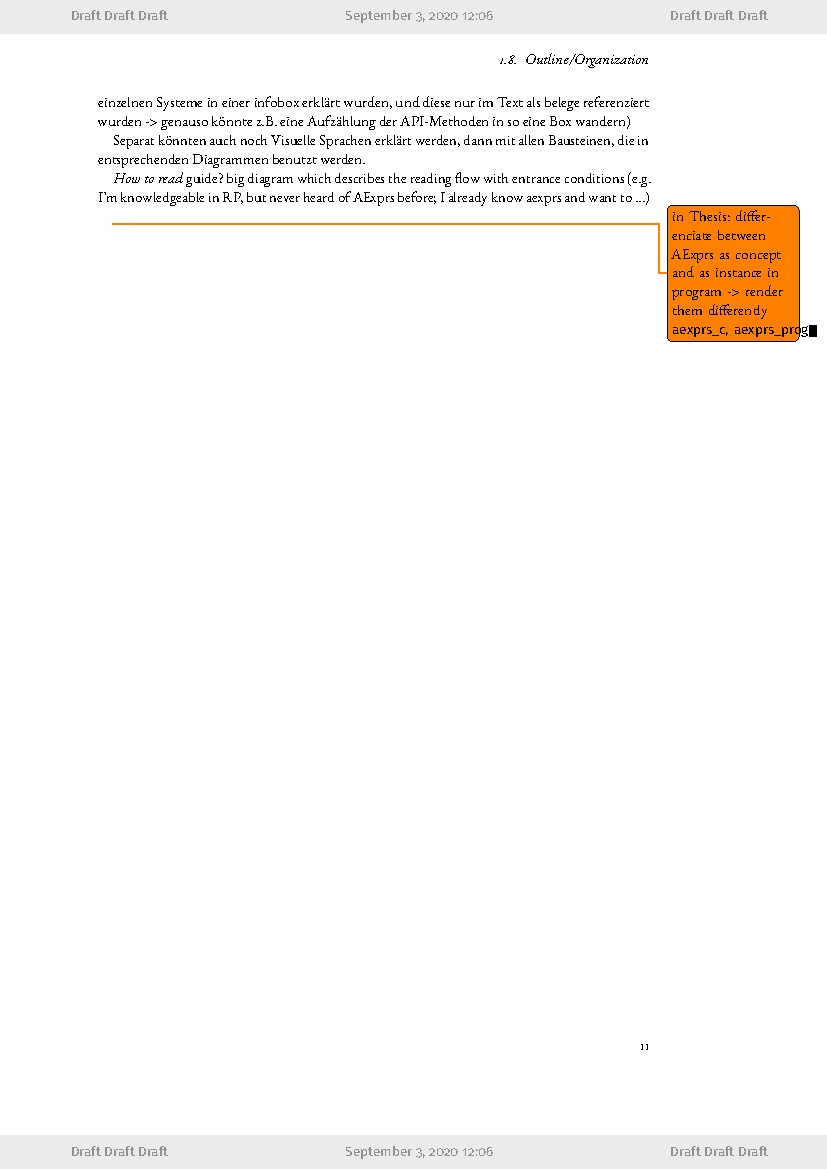 Draft Draft Draft September 3, 2020 12:06 Draft Draft Draft
1.8. Outline/Organization
einzelnen Systeme in einer infobox erklärt wurden, und diese nur im Text als belege referenziert
wurden -> genauso könnte z.B. eine Aufzählung der API-Methoden in so eine Box wandern)
Separat könnten auch noch Visuelle Sprachen erklärt werden, dann mit allen Bausteinen, die in
entsprechenden Diagrammen benutzt werden.
How to read guide? big diagram which describes the reading flow with entrance conditions (e.g.
I'm knowledgeable in RP, but never heard of AExprs before; I already know aexprs and want to ...)
in Thesis: differ-
enciate between
AExprs as concept
and as instance in
program -> render
them differently
aexprs_c, aexprs_prog
11
Draft Draft Draft September 3, 2020 12:06 Draft Draft Draft